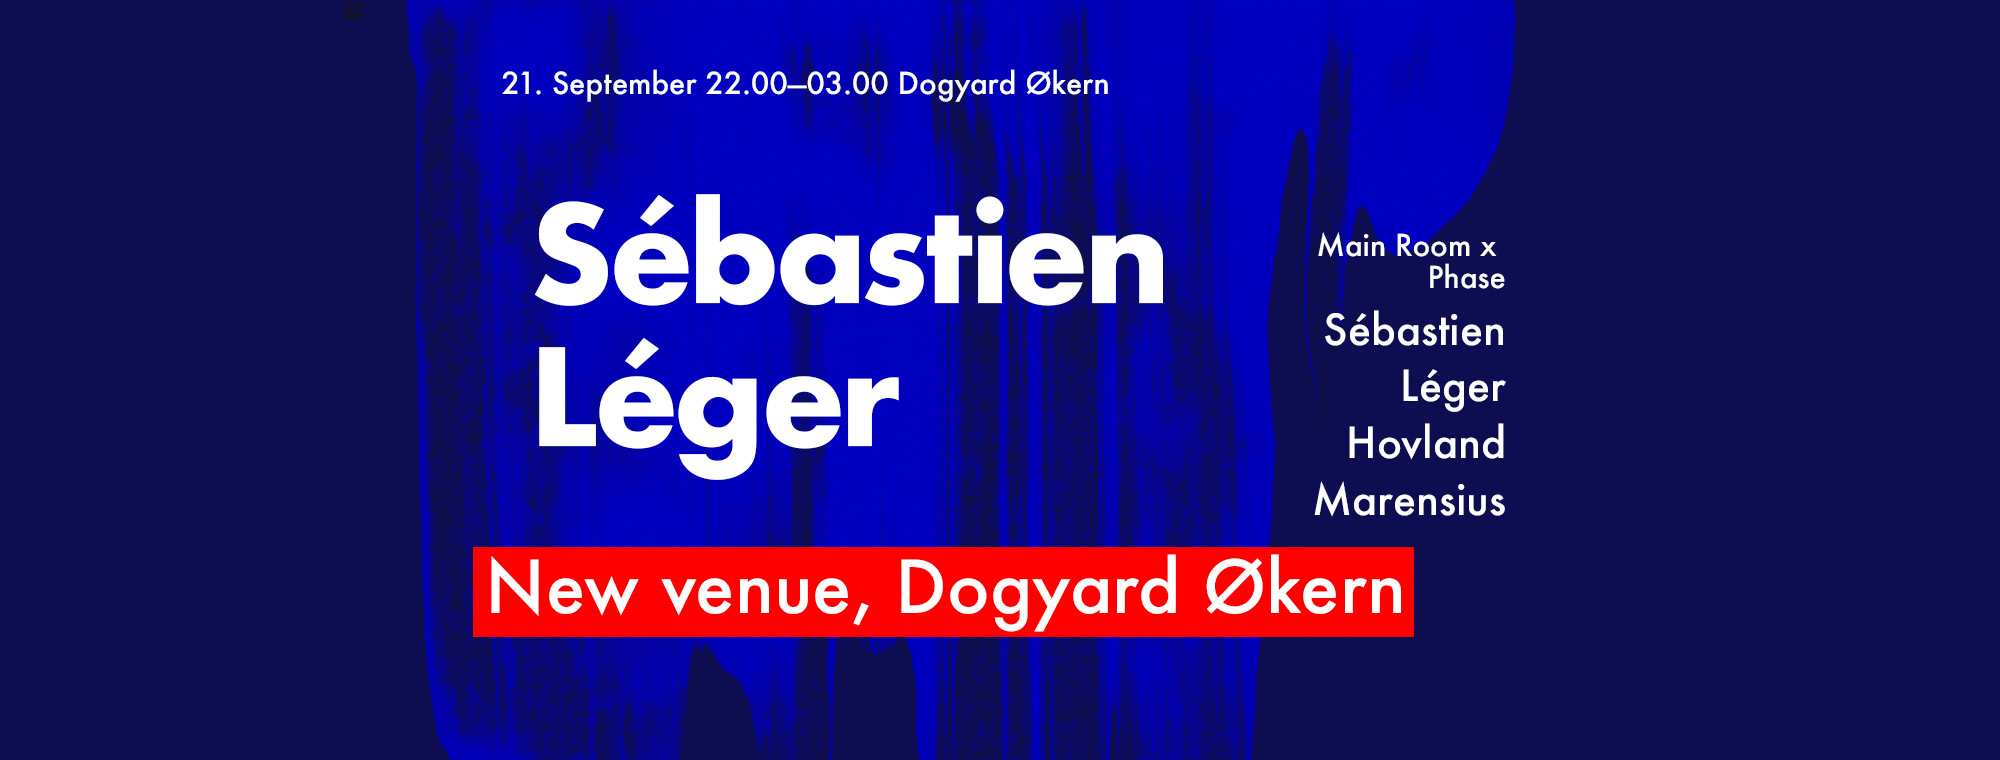 21. September 22.00–03.00 Dogyard Økern
Sébastien
Léger
Main Room x
Phase
Sébastien
Léger
Hovland
Marensius
New venue, Dogyard Økern